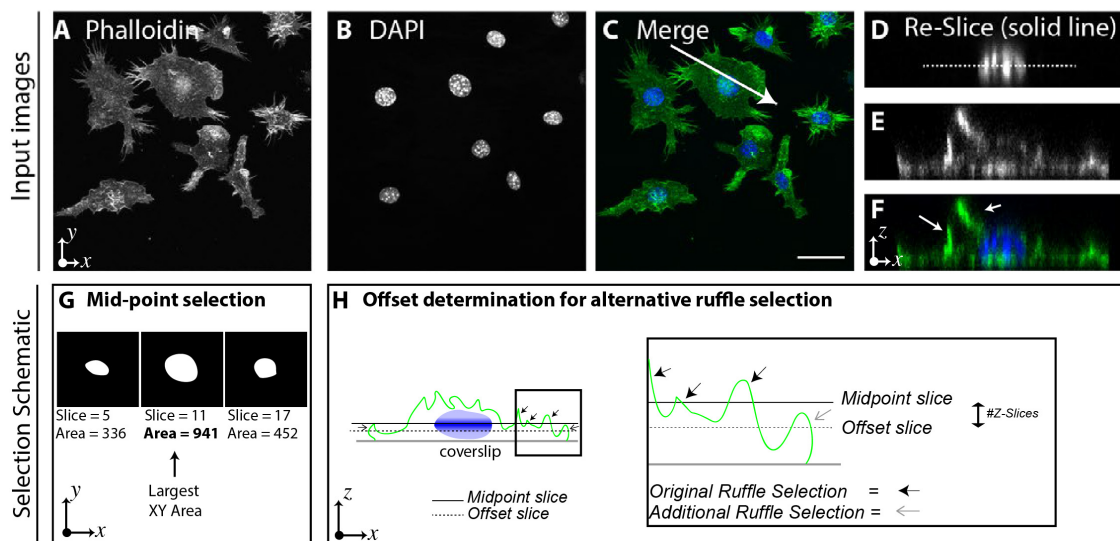 Input images
A Phalloidin
y
x
B DAPI
C Merge
D Re-Slice (solid line)
E
F
z
x
Selection Schematic
G Mid-point selection
Slice = 5
Area = 336
Slice = 11
Area = 941
Slice = 17
Area = 452
Largest
XY Area
y
x
H Offset determination for alternative ruffle selection
coverslip
Midpoint slice
Offset slice
z
x
Midpoint slice
Offset slice
#Z-Slices
Original Ruffle Selection =
Additional Ruffle Selection =